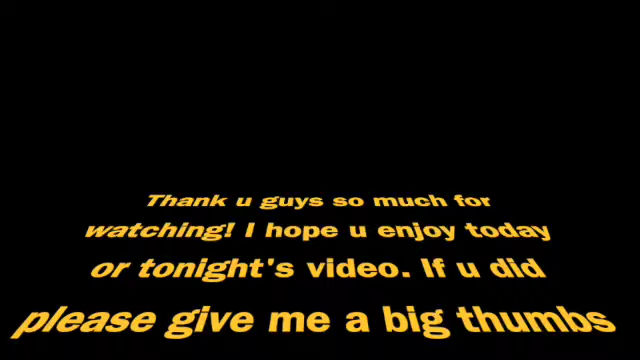 Thank u guys so much for
watching! I hope u enjoy today
or tonight's video. If u did
please give me a big thumbs